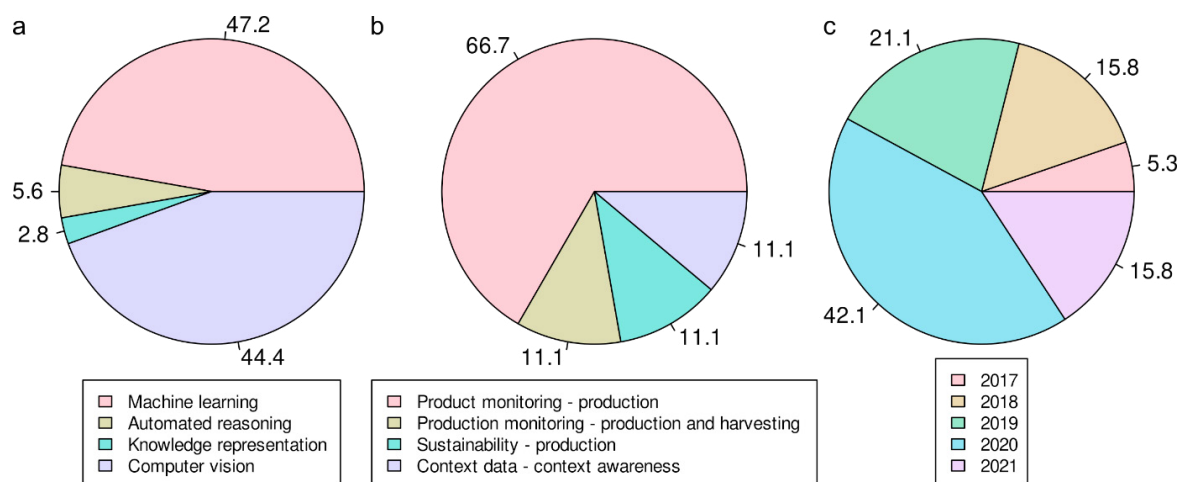 a
47.2
5.6
2.8
44.4
Machine learning
Automated reasoning
Knowledge representation
Computer vision
b
66.7
11.1
11.1
11.1
Product monitoring - production
Production monitoring - production and harvesting
Sustainability - production
Context data - context awareness
c
21.1
15.8
5.3
42.1
15.8
2017
2018
2019
2020
2021